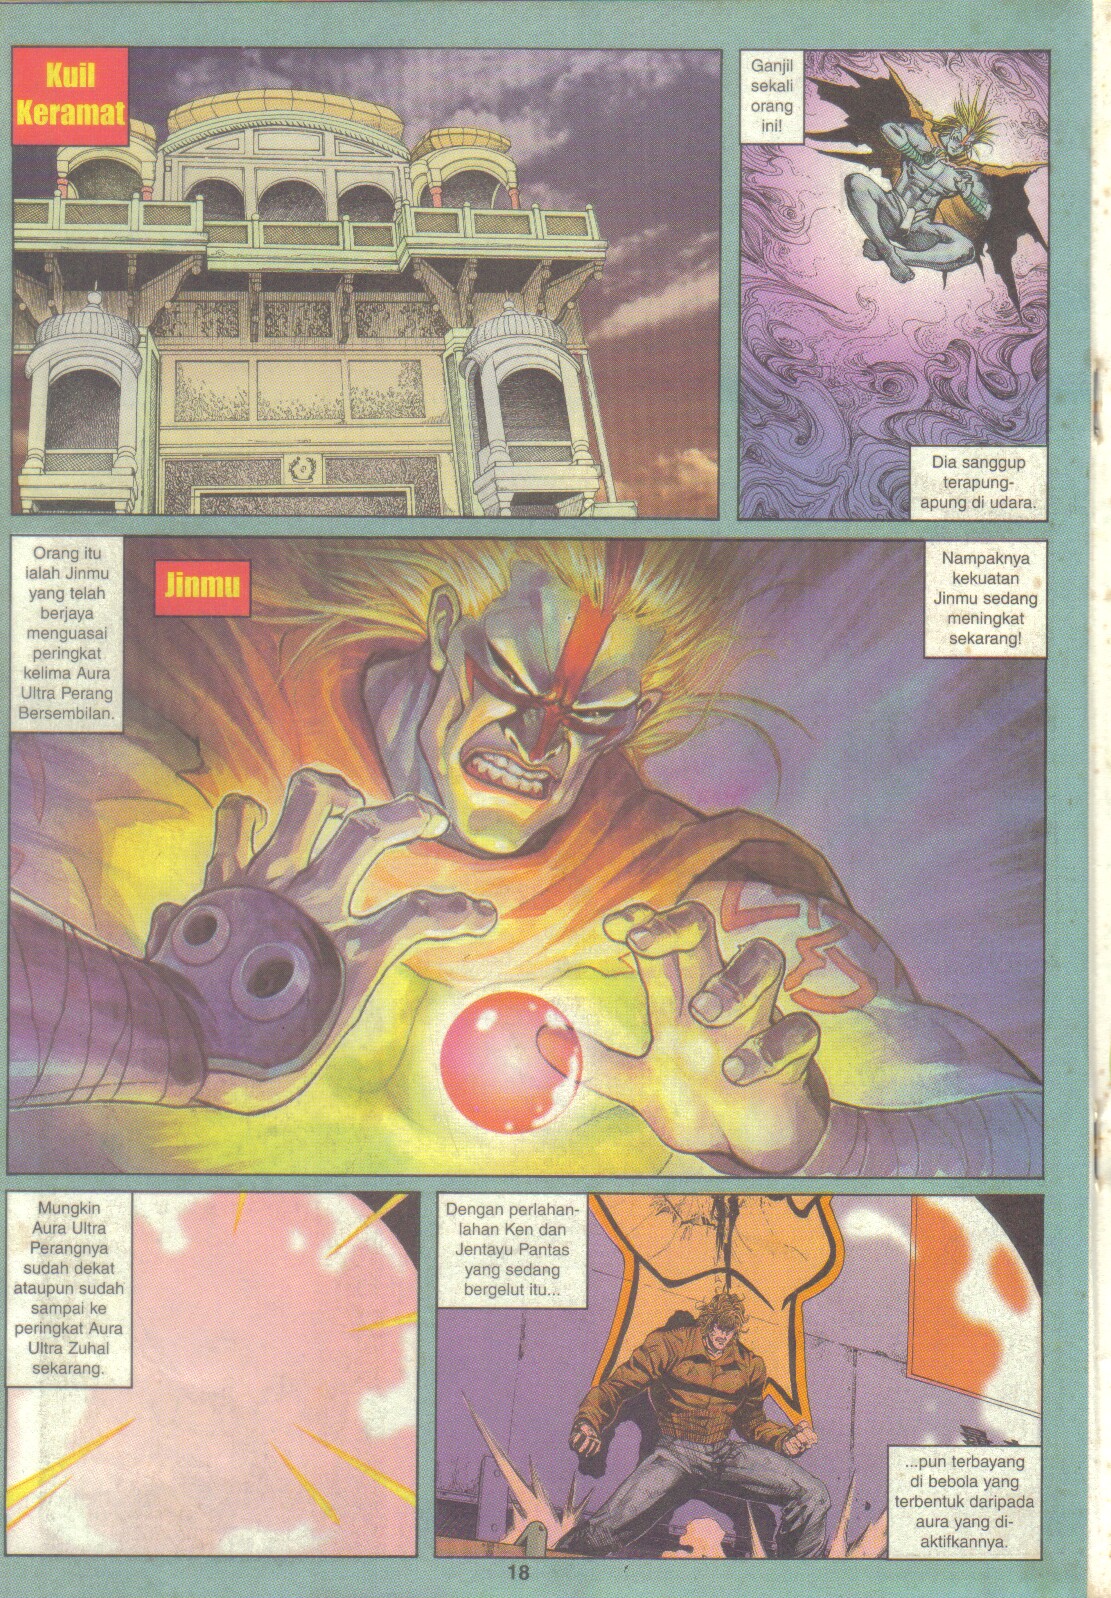 Kuil
Keramat
Ganjil
sekali
orang
ini!
Dia sanggup
terapung-
apung di udara.
Orang itu
ialah Jinmu
yang telah
berjaya
menguasai
peringkat
kelima Aura
Ultra Perang
Bersembilan.
Jinmu
Nampaknya
kekuatan
Jinmu sedang
meningkat
sekarang!
Mungkin
Aura Ultra
Perangnya
sudah dekat
ataupun sudah
sampai ke
peringkat Aura
Ultra Zuhal
sekarang.
Dengan perlahan-
lahan Ken dan
Jentayu Pantas
yang sedang
bergelut itu...
...pun terbayang
di bebola yang
terbentuk daripada
aura yang di-
aktifkannya.
18